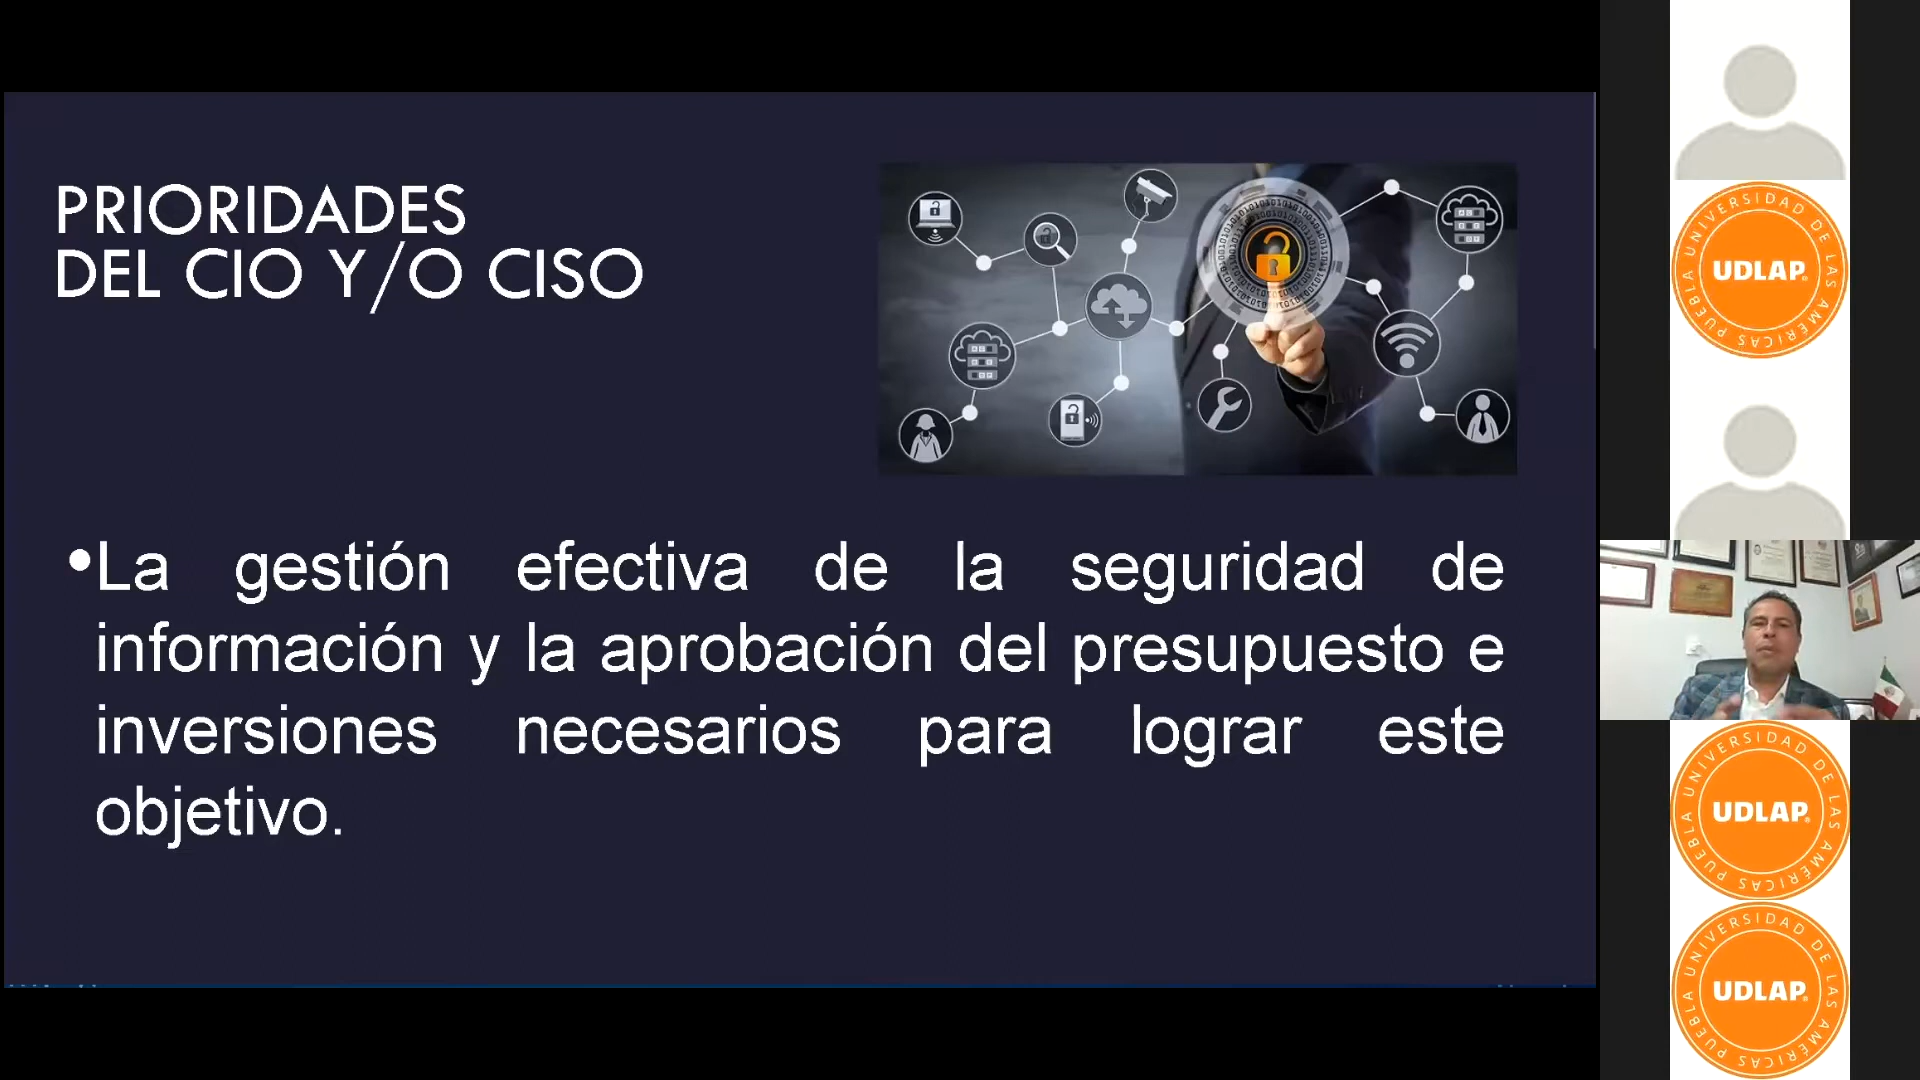 PRIORIDADES
DEL CIO Y/O CISO
•La gestión efectiva de la seguridad de
información y la aprobación del presupuesto e
inversiones necesarios para lograr este
objetivo.
UNIVERSIDAD DE LAS AMÉRICAS PUEBLA
UDLAP®
UNIVERSIDAD DE LAS AMÉRICAS PUEBLA
UDLAP®
UNIVERSIDAD DE LAS AMÉRICAS PUEBLA
UDLAP®